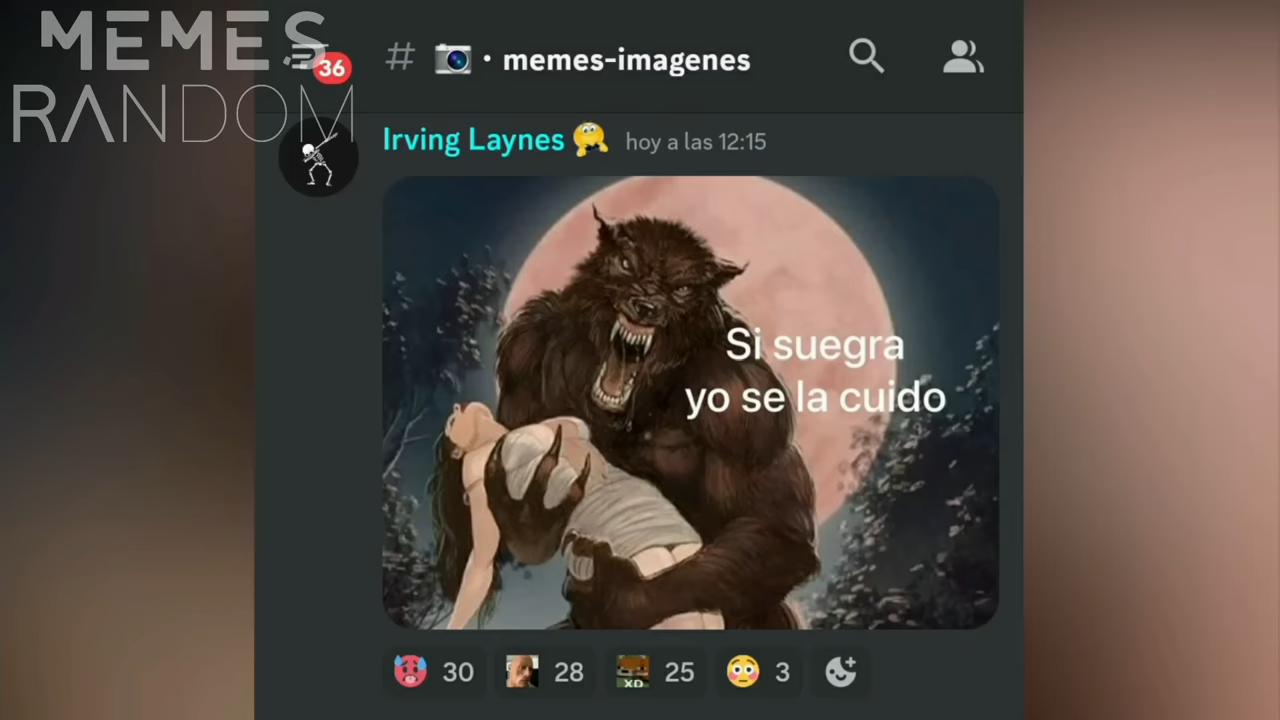 MEMES
RANDOM
36
# • memes-imagenes
Irving Laynes hoy a las 12:15
Si suegra
yo se la cuido
30 28 XD 25 3